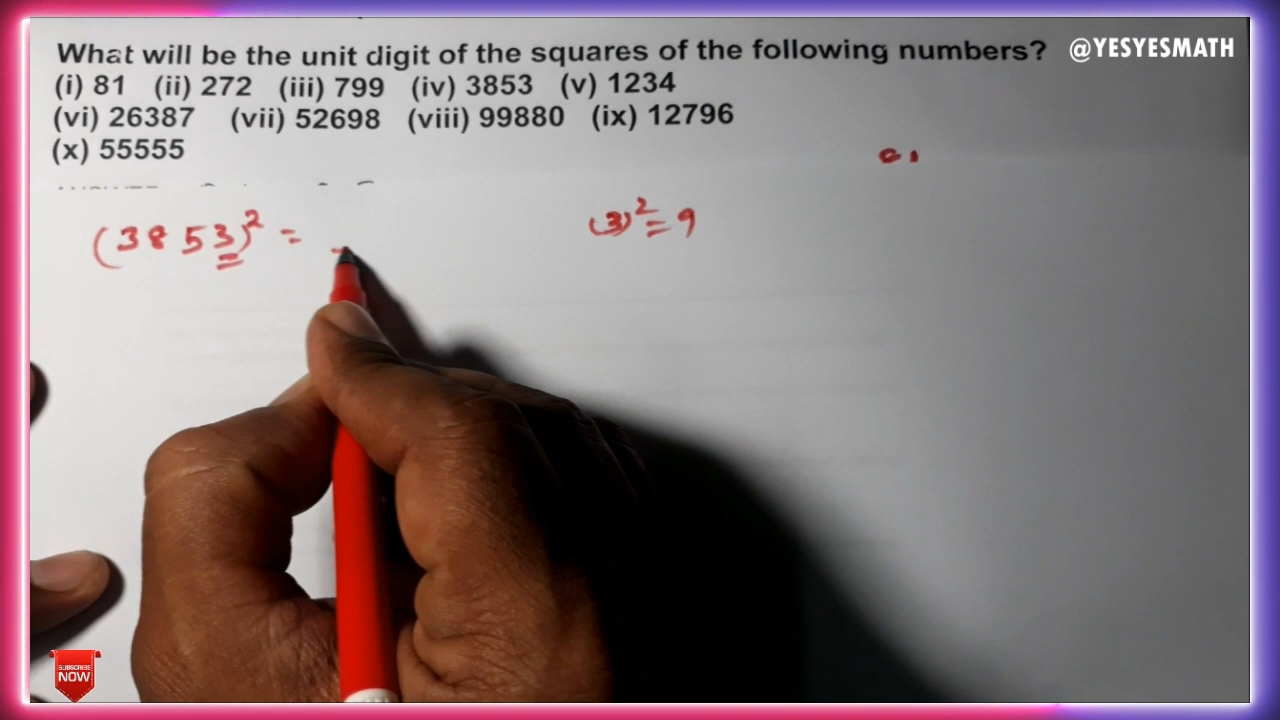 What will be the unit digit of the squares of the following numbers? @YESYESMATH
(i) 81 (ii) 272 (iii) 799 (iv) 3853 (v) 1234
(vi) 26387 (vii) 52698 (viii) 99880 (ix) 12796
(x) 55555
(3853)² = (3)² = 9
SUBSCRIBE
NOW